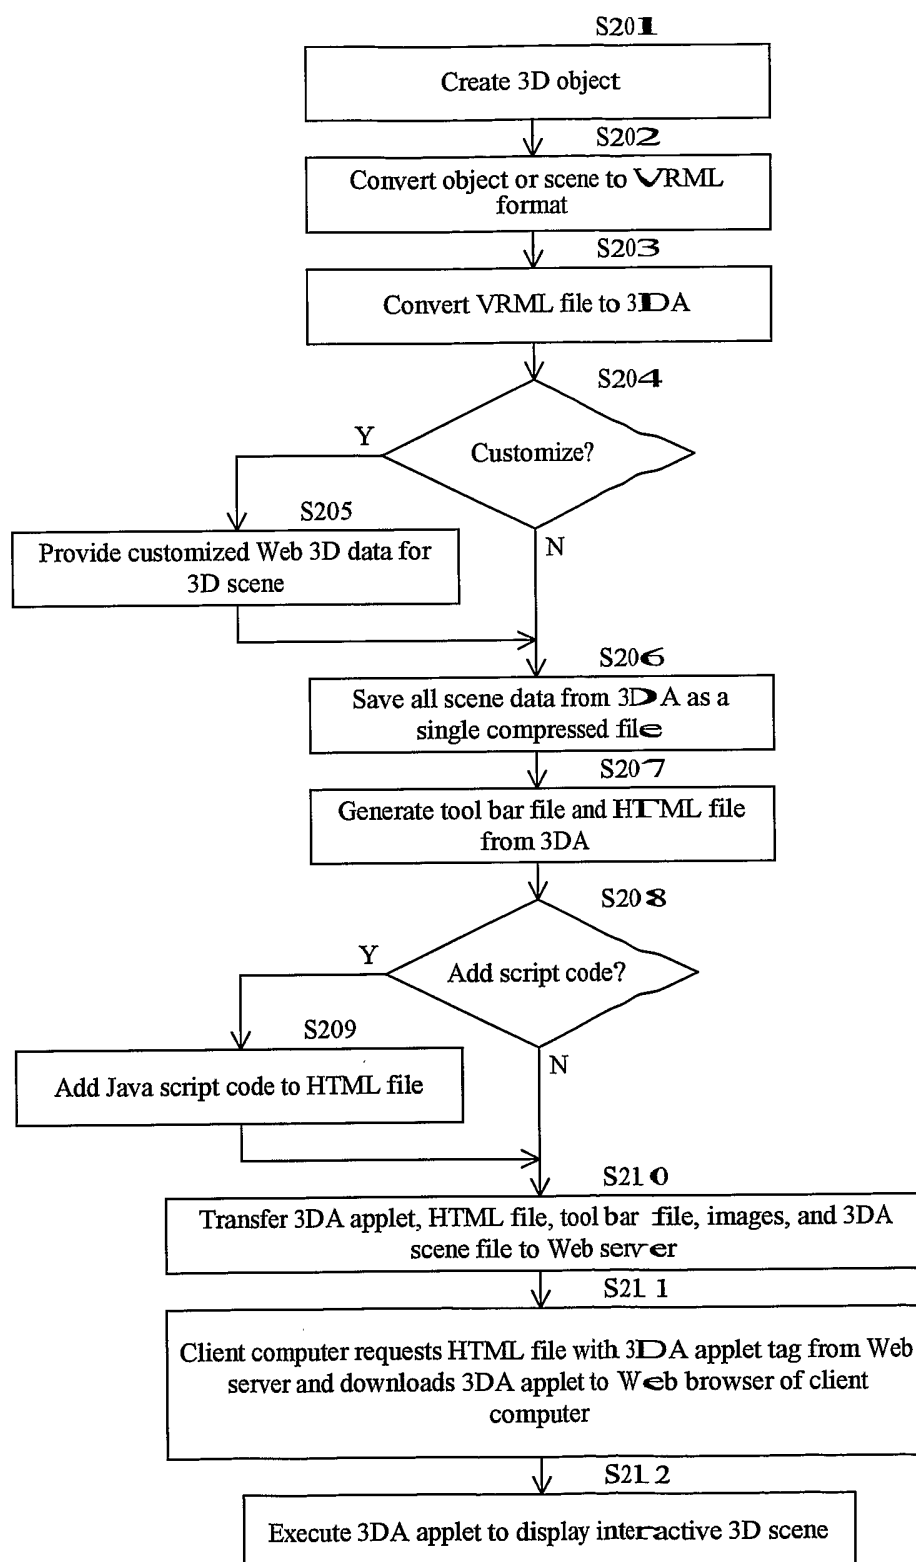 S201
Create 3D object
S202
Convert object or scene to VRML
format
S203
Convert VRML file to 3DA
S204
Customize?
Y
N
S205
Provide customized Web 3D data for
3D scene
S206
Save all scene data from 3DA as a
single compressed file
S207
Generate tool bar file and HTML file
from 3DA
S208
Add script code?
Y
N
S209
Add Java script code to HTML file
S210
Transfer 3DA applet, HTML file, tool bar file, images, and 3DA
scene file to Web server
S211
Client computer requests HTML file with 3DA applet tag from Web
server and downloads 3DA applet to Web browser of client
computer
S212
Execute 3DA applet to display interactive 3D scene